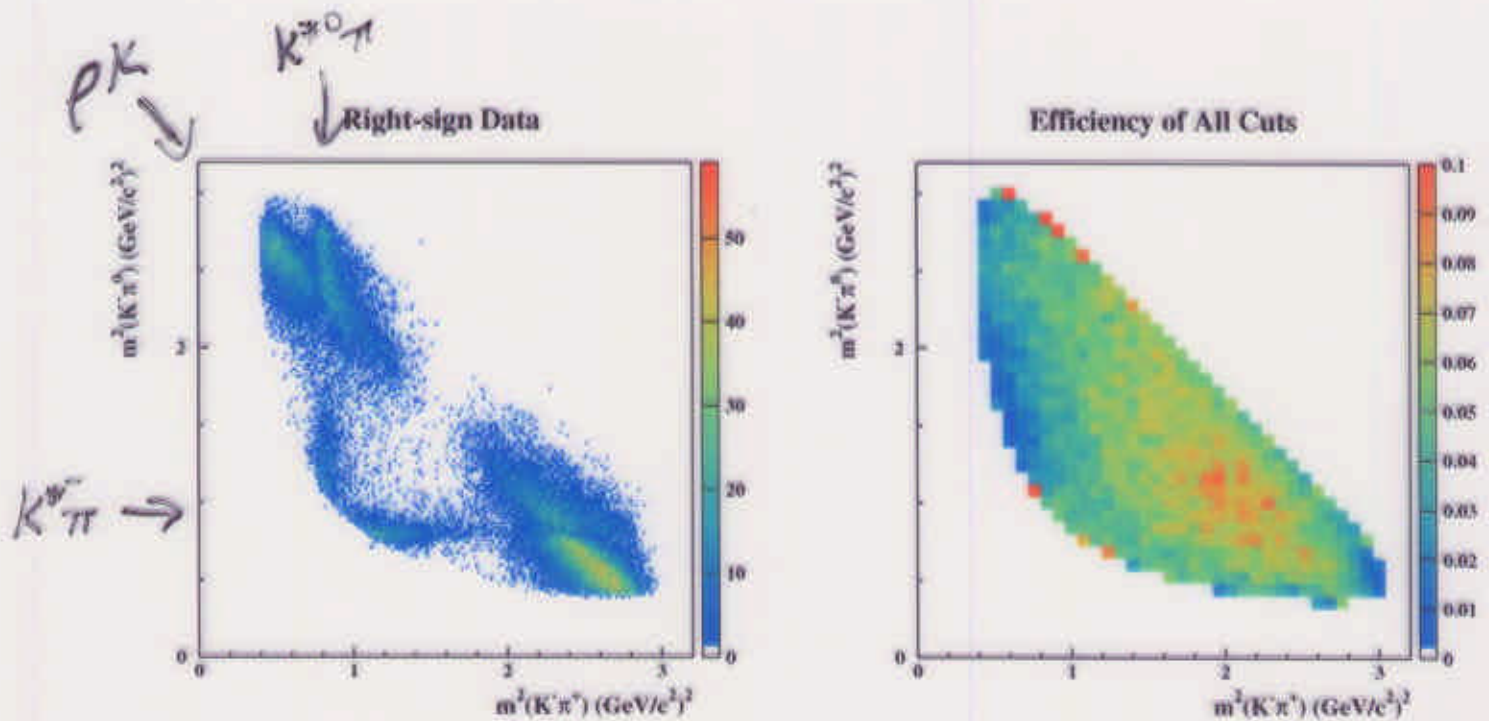 ρK
K*⁰π
Right-sign Data
m²(K⁻π⁰) (GeV/c²)²
2
0
0 1 2 3
m²(K⁻π⁺) (GeV/c²)²
50
40
30
20
10
0
K*⁻π
Efficiency of All Cuts
m²(K⁻π⁰) (GeV/c²)²
2
0
0 1 2 3
m²(K⁻π⁺) (GeV/c²)²
0.1
0.09
0.08
0.07
0.06
0.05
0.04
0.03
0.02
0.01
0